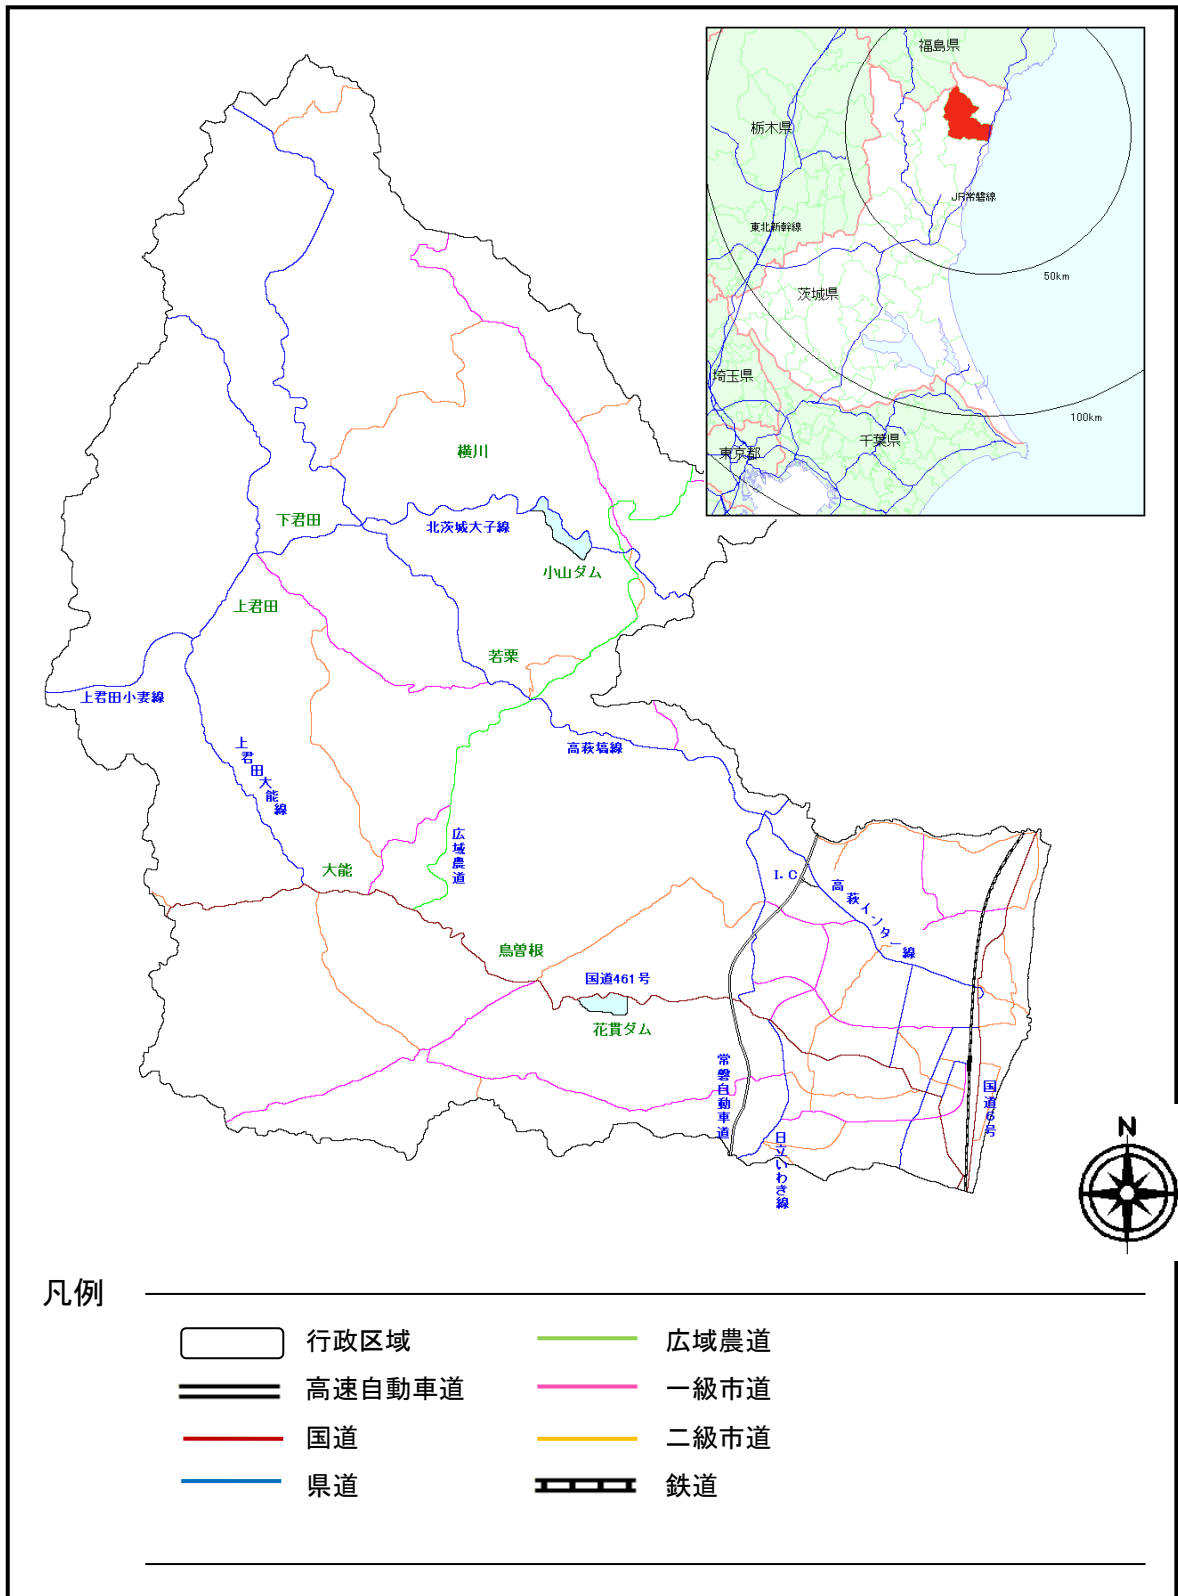 福島県
栃木県
JR常磐線
東北新幹線
50km
茨城県
埼玉県
100km
千葉県
東京都
横川
下君田
北茨城大子線
小山ダム
上君田
若栗
上君田小妻線
上君田大能線
高萩塙線
広域農道
大能
I.C
高萩インター線
鳥曽根
国道461号
花貫ダム
常磐自動車道
国道6号
日立いわき線
N
凡例
行政区域
広域農道
高速自動車道
一級市道
国道
二級市道
県道
鉄道